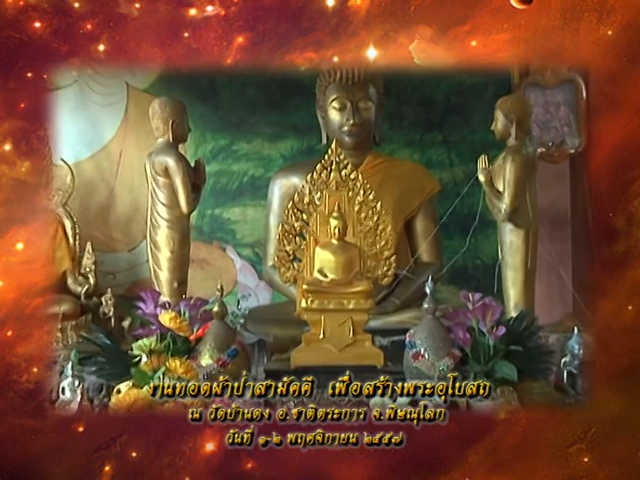 งานทอดผ้าป่าสามัคคี เพื่อสร้างพระอุโบสถ
ณ วัดบ้านดง อ.ชาติตระการ จ.พิษณุโลก
วันที่ ๑-๒ พฤศจิกายน ๒๕๕๗